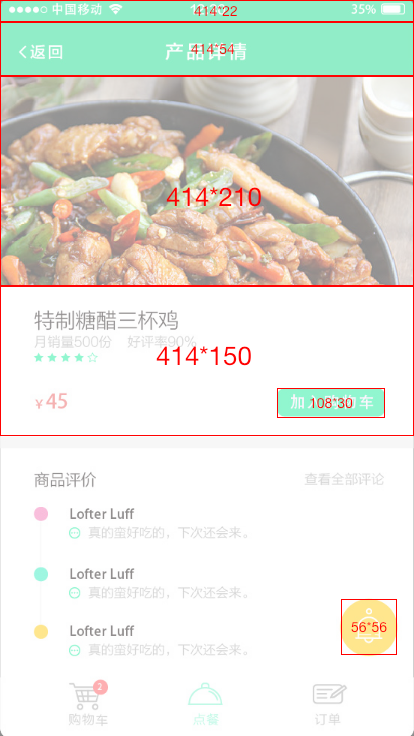 中国移动 414*22 35%
返回 产品详情 414*54
414*210
特制糖醋三杯鸡
月销量500份 好评率90%
414*150
¥45
加入购物车 108*30
商品评价 查看全部评论
Lofter Luff
真的蛮好吃的，下次还会来。
Lofter Luff
真的蛮好吃的，下次还会来。
Lofter Luff
56*56
真的蛮好吃的，下次还会来。
2
购物车 点餐 订单